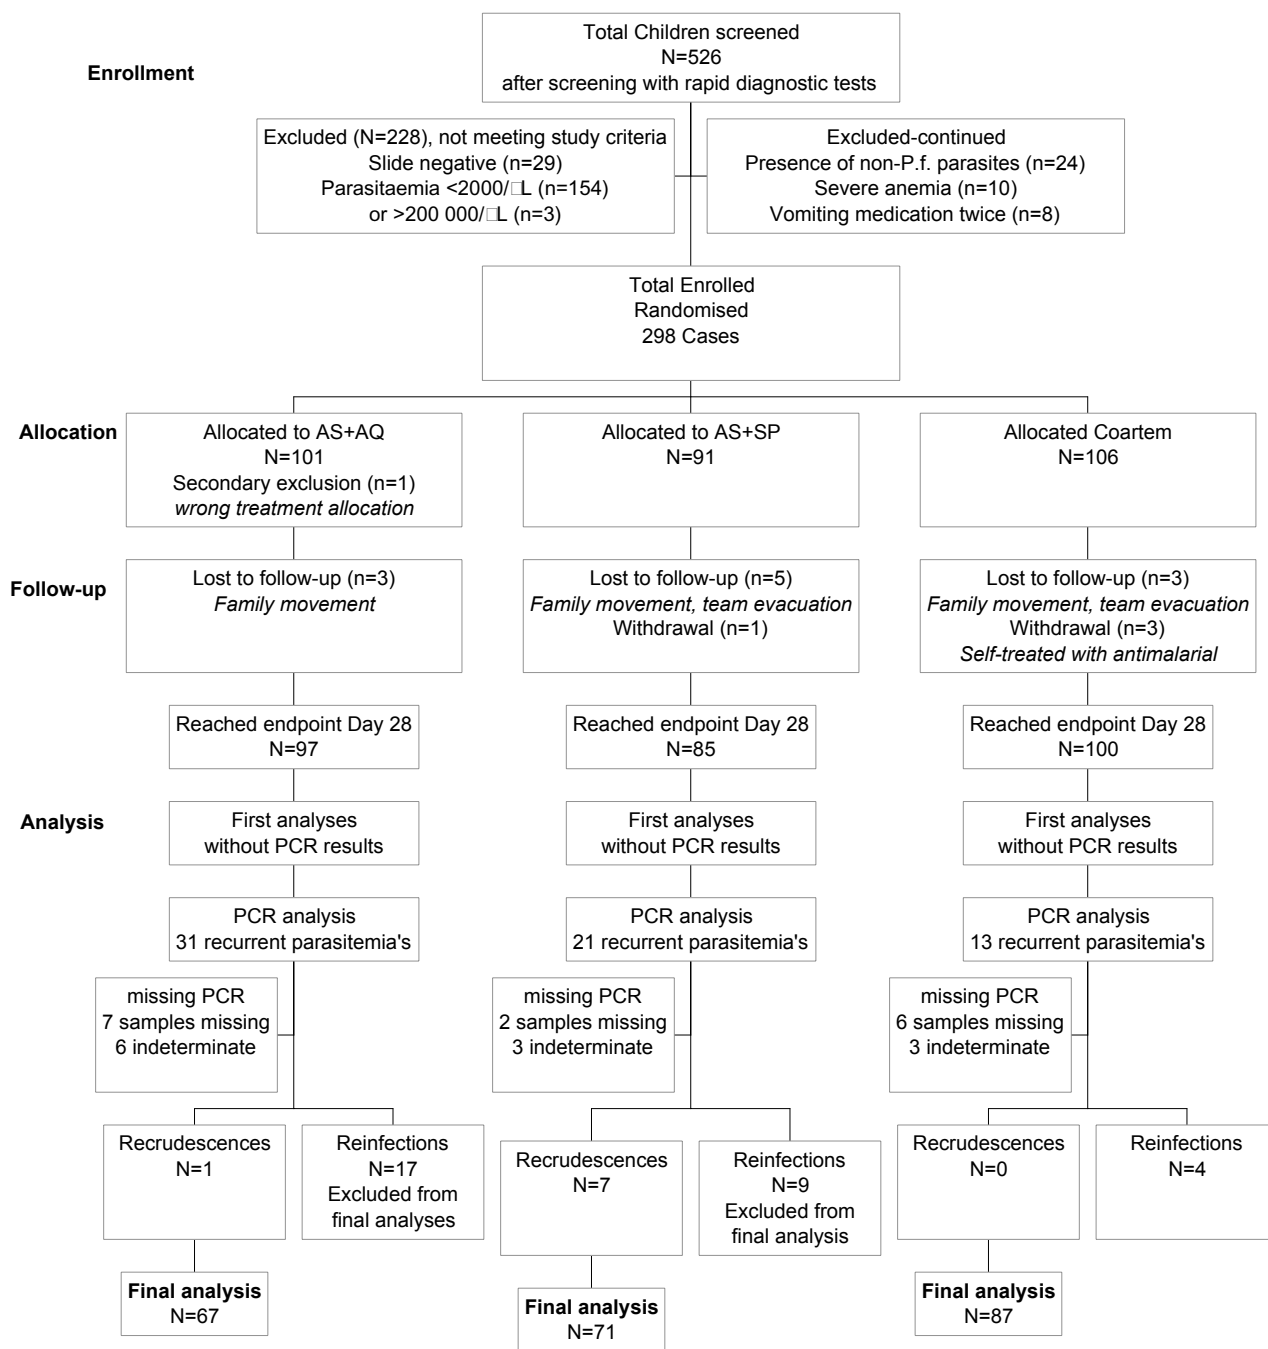 Total Children screened
N=526
after screening with rapid diagnostic tests
Enrollment
Excluded (N=228), not meeting study criteria
Slide negative (n=29)
Parasitaemia <2000/□L (n=154)
or >200 000/□L (n=3)
Excluded-continued
Presence of non-P.f. parasites (n=24)
Severe anemia (n=10)
Vomiting medication twice (n=8)
Total Enrolled
Randomised
298 Cases
Allocation
Allocated to AS+AQ
N=101
Secondary exclusion (n=1)
wrong treatment allocation
Allocated to AS+SP
N=91
Allocated Coartem
N=106
Follow-up
Lost to follow-up (n=3)
Family movement
Lost to follow-up (n=5)
Family movement, team evacuation
Withdrawal (n=1)
Lost to follow-up (n=3)
Family movement, team evacuation
Withdrawal (n=3)
Self-treated with antimalarial
Reached endpoint Day 28
N=97
Reached endpoint Day 28
N=85
Reached endpoint Day 28
N=100
Analysis
First analyses
without PCR results
First analyses
without PCR results
First analyses
without PCR results
PCR analysis
31 recurrent parasitemia's
PCR analysis
21 recurrent parasitemia's
PCR analysis
13 recurrent parasitemia's
missing PCR
7 samples missing
6 indeterminate
missing PCR
2 samples missing
3 indeterminate
missing PCR
6 samples missing
3 indeterminate
Recrudescences
N=1
Reinfections
N=17
Excluded from
final analyses
Recrudescences
N=7
Reinfections
N=9
Excluded from
final analysis
Recrudescences
N=0
Reinfections
N=4
Final analysis
N=67
Final analysis
N=71
Final analysis
N=87